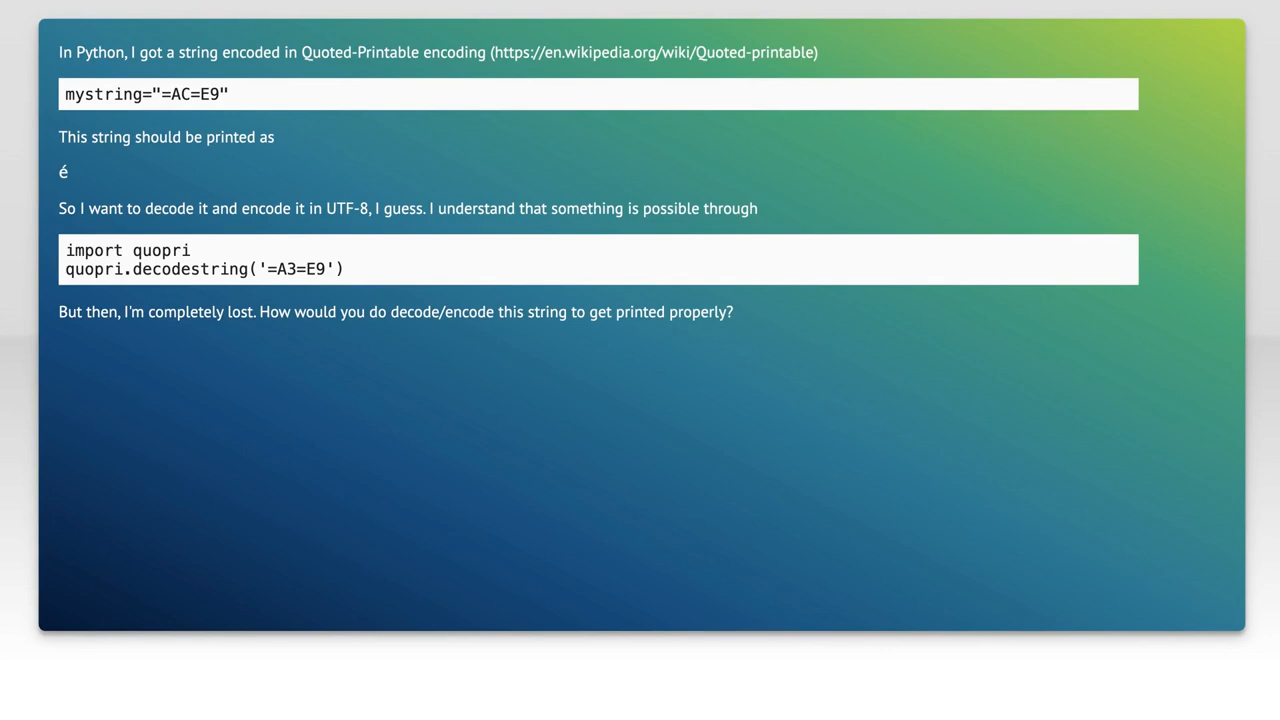 In Python, I got a string encoded in Quoted-Printable encoding (https://en.wikipedia.org/wiki/Quoted-printable)
mystring="=AC=E9"
This string should be printed as
é
So I want to decode it and encode it in UTF-8, I guess. I understand that something is possible through
import quopri
quopri.decodestring('=A3=E9')
But then, I'm completely lost. How would you do decode/encode this string to get printed properly?